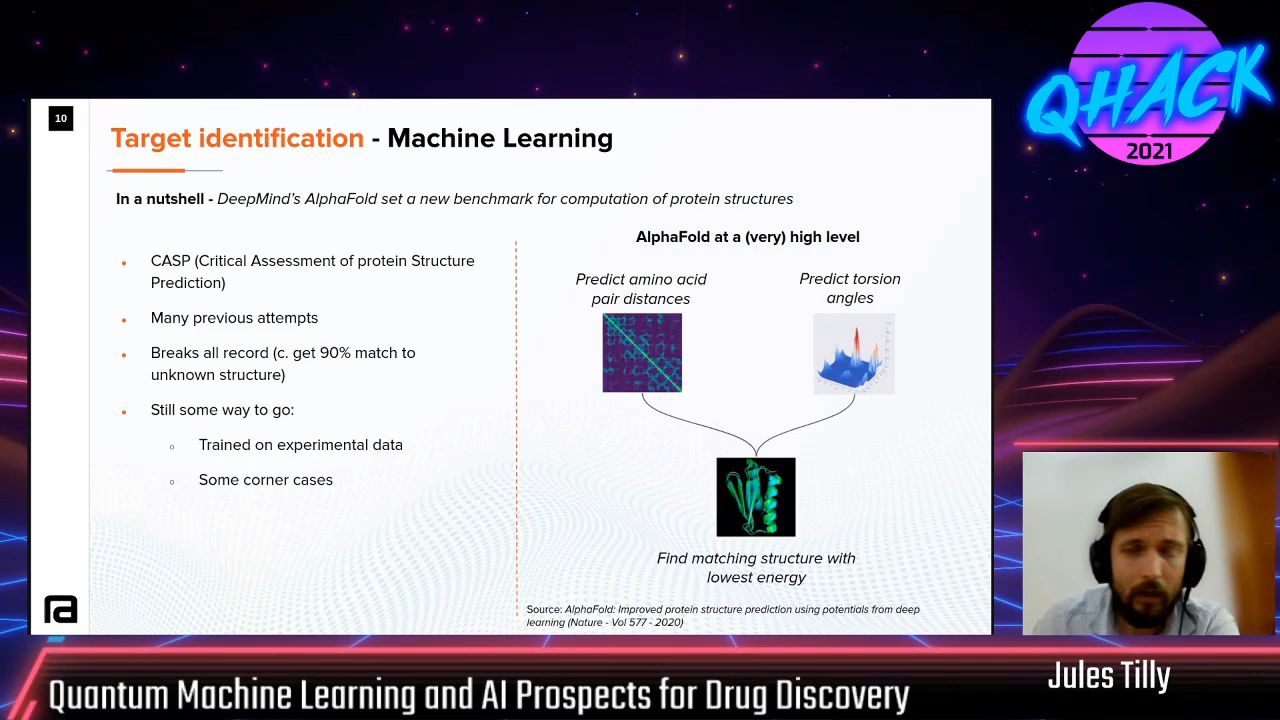 QHACK
2021
10
Target identification - Machine Learning
In a nutshell - DeepMind's AlphaFold set a new benchmark for computation of protein structures
CASP (Critical Assessment of protein Structure
Prediction)
Many previous attempts
Breaks all record (c. get 90% match to
unknown structure)
Still some way to go:
Trained on experimental data
Some corner cases
AlphaFold at a (very) high level
Predict amino acid
pair distances
Predict torsion
angles
Find matching structure with
lowest energy
Source: AlphaFold: Improved protein structure prediction using potentials from deep
learning (Nature - Vol 577 - 2020)
ra
Jules Tilly
Quantum Machine Learning and AI Prospects for Drug Discovery